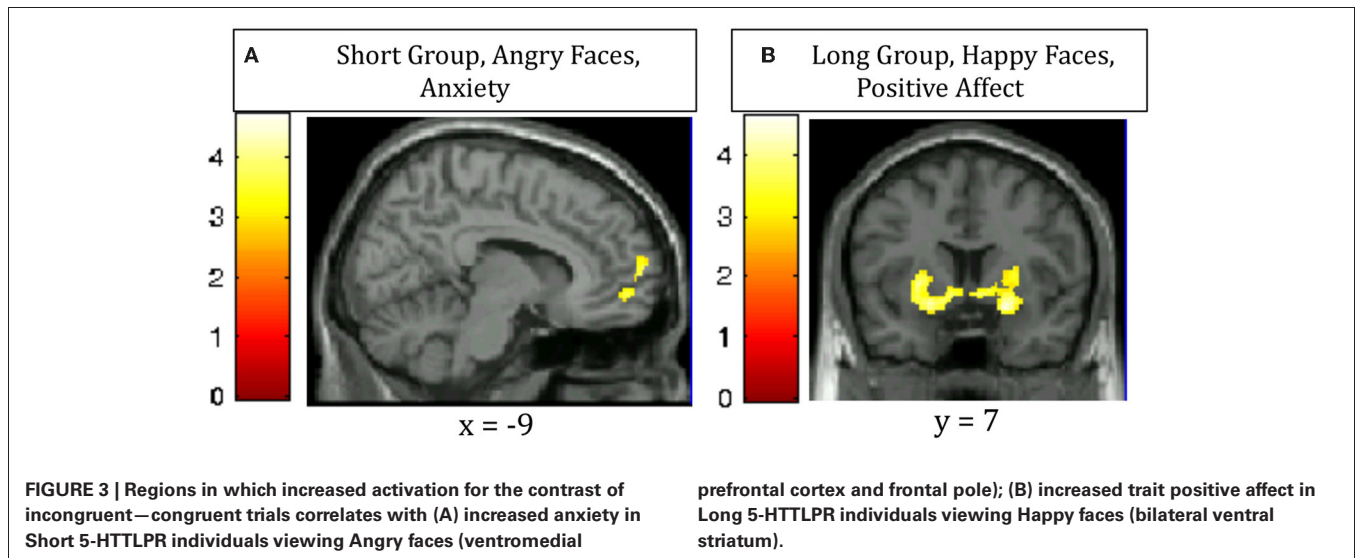 A Short Group, Angry Faces,
Anxiety
4
3
2
1
0
x = -9
B Long Group, Happy Faces,
Positive Affect
4
3
2
1
0
y = 7
FIGURE 3 | Regions in which increased activation for the contrast of
incongruent—congruent trials correlates with (A) increased anxiety in
Short 5-HTTLPR individuals viewing Angry faces (ventromedial
prefrontal cortex and frontal pole); (B) increased trait positive affect in
Long 5-HTTLPR individuals viewing Happy faces (bilateral ventral
striatum).